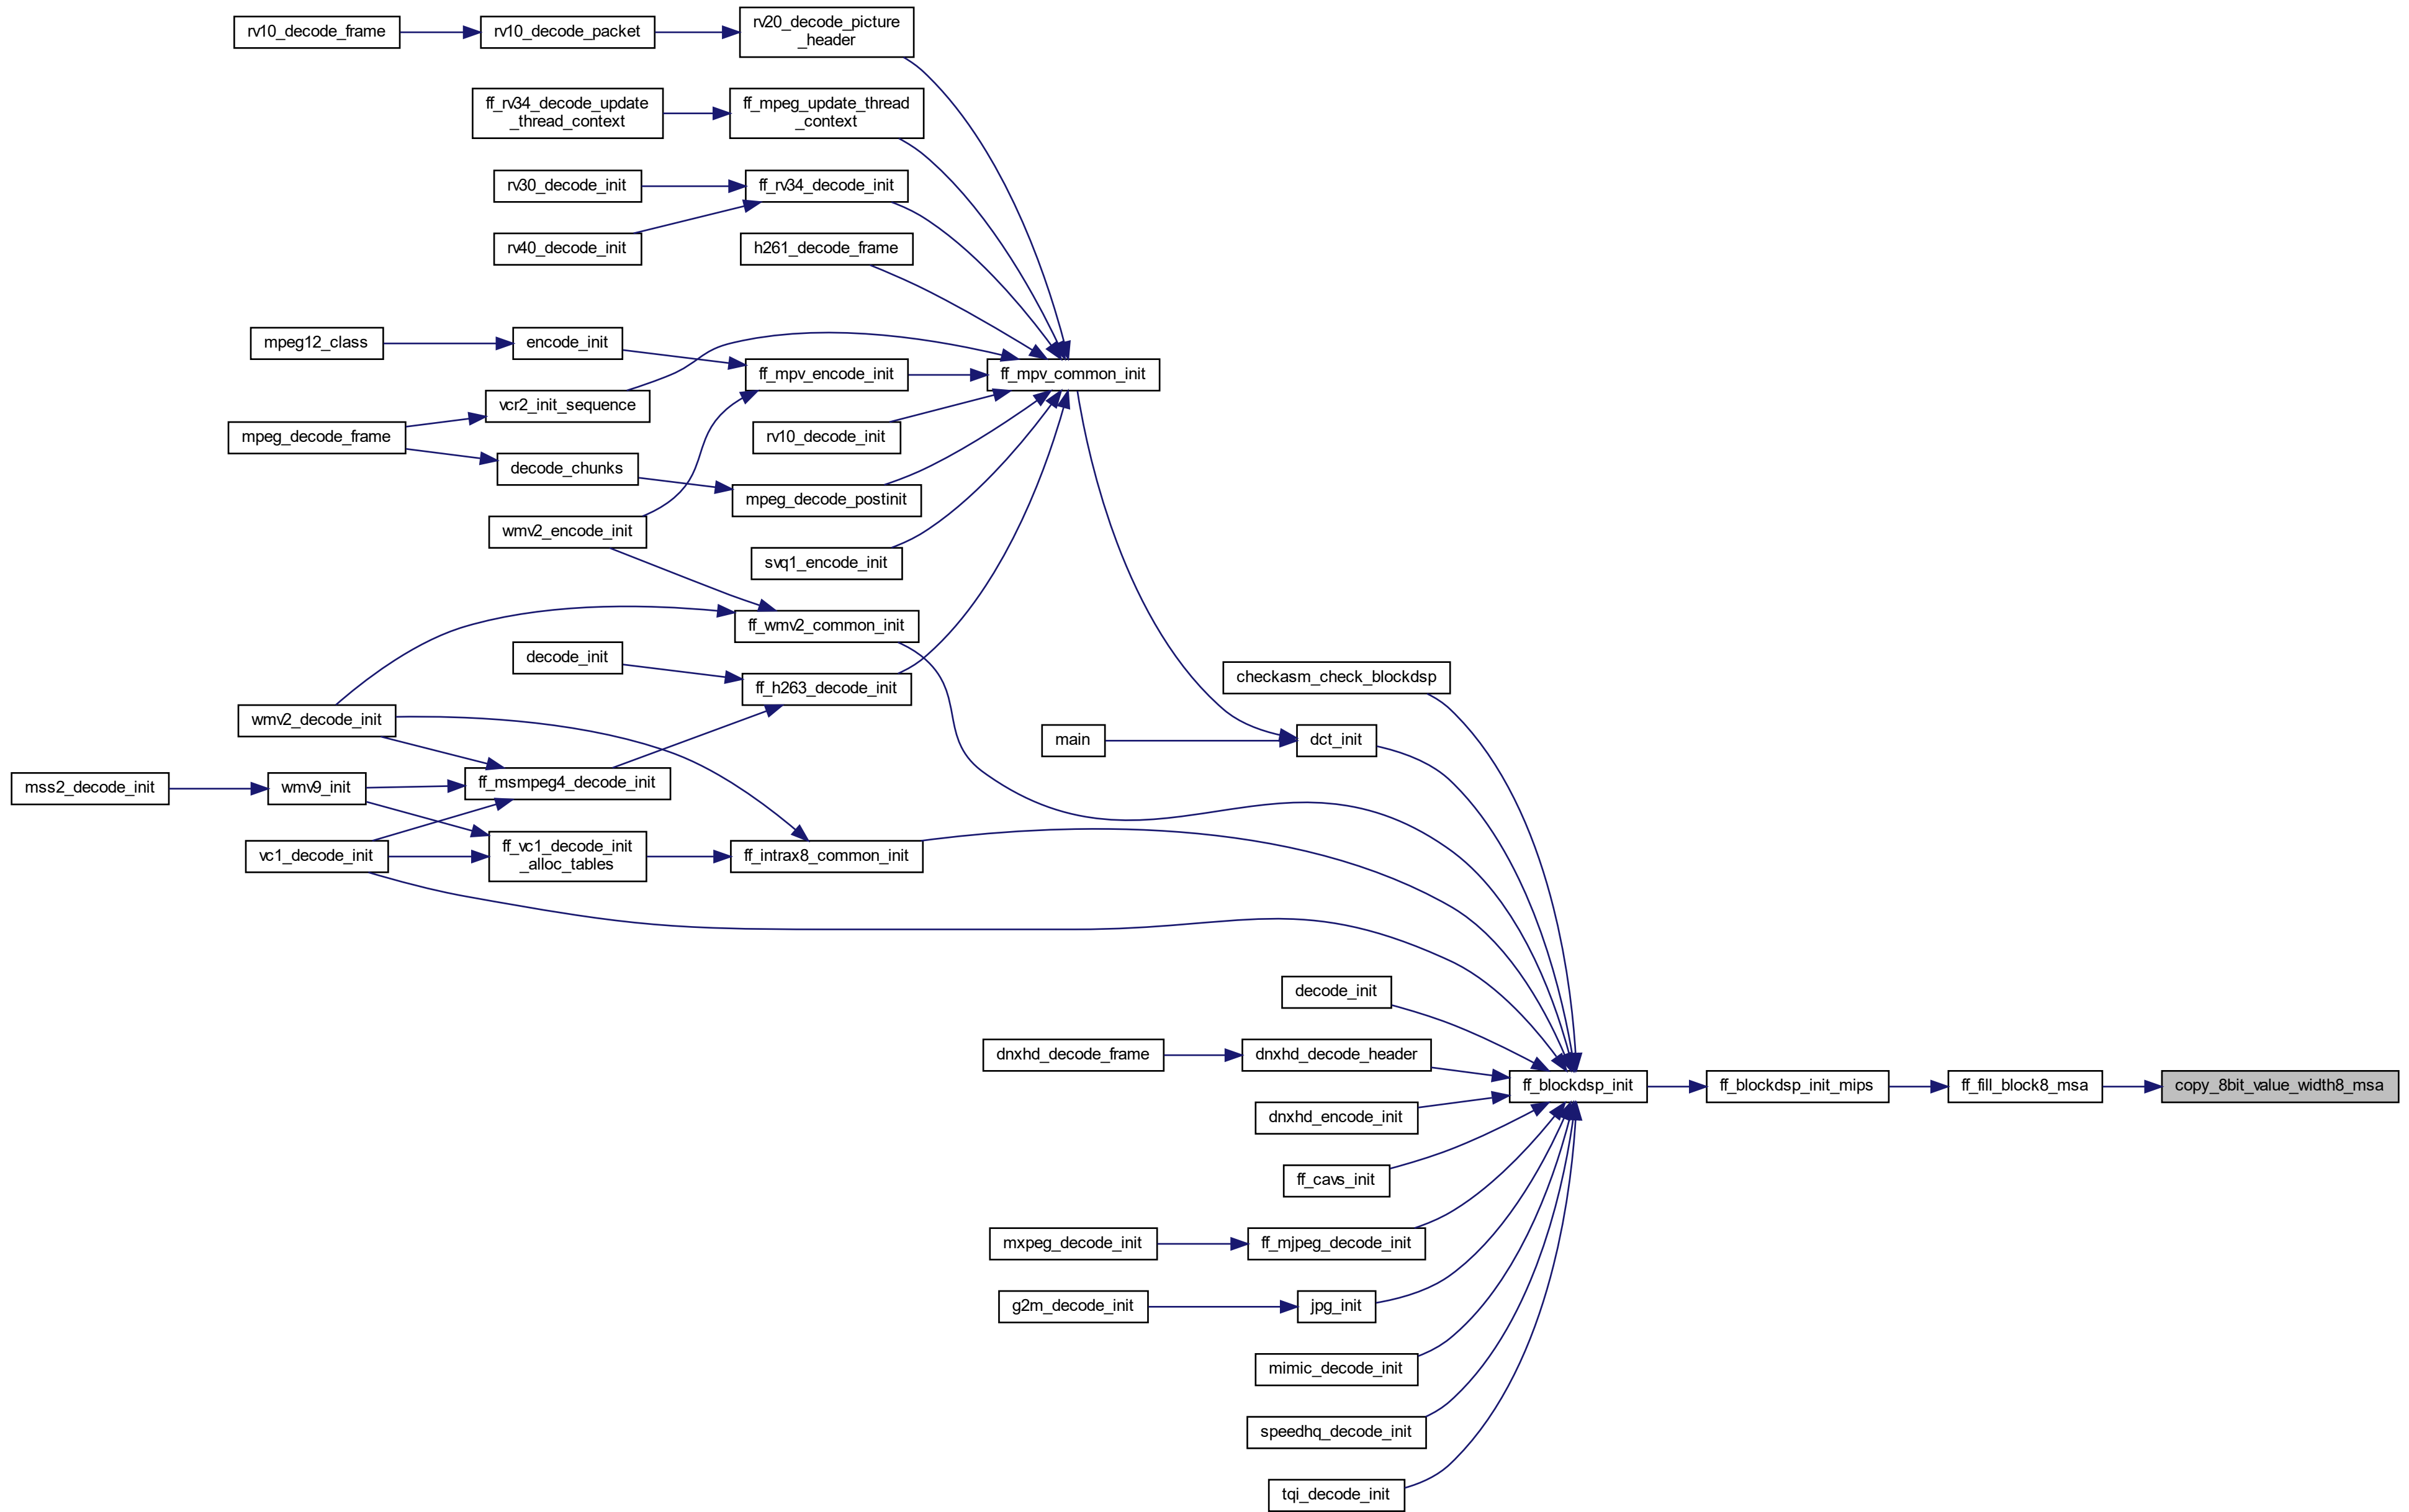 rv10_decode_frame
rv10_decode_packet
rv20_decode_picture
_header
ff_rv34_decode_update
_thread_context
ff_mpeg_update_thread
_context
rv30_decode_init
ff_rv34_decode_init
rv40_decode_init
h261_decode_frame
mpeg12_class
encode_init
ff_mpv_encode_init
ff_mpv_common_init
vcr2_init_sequence
mpeg_decode_frame
rv10_decode_init
decode_chunks
mpeg_decode_postinit
wmv2_encode_init
svq1_encode_init
ff_wmv2_common_init
decode_init
ff_h263_decode_init
checkasm_check_blockdsp
wmv2_decode_init
main
dct_init
mss2_decode_init
wmv9_init
ff_msmpeg4_decode_init
vc1_decode_init
ff_vc1_decode_init
_alloc_tables
ff_intrax8_common_init
decode_init
dnxhd_decode_frame
dnxhd_decode_header
ff_blockdsp_init
ff_blockdsp_init_mips
ff_fill_block8_msa
copy_8bit_value_width8_msa
dnxhd_encode_init
ff_cavs_init
mxpeg_decode_init
ff_mjpeg_decode_init
g2m_decode_init
jpg_init
mimic_decode_init
speedhq_decode_init
tqi_decode_init